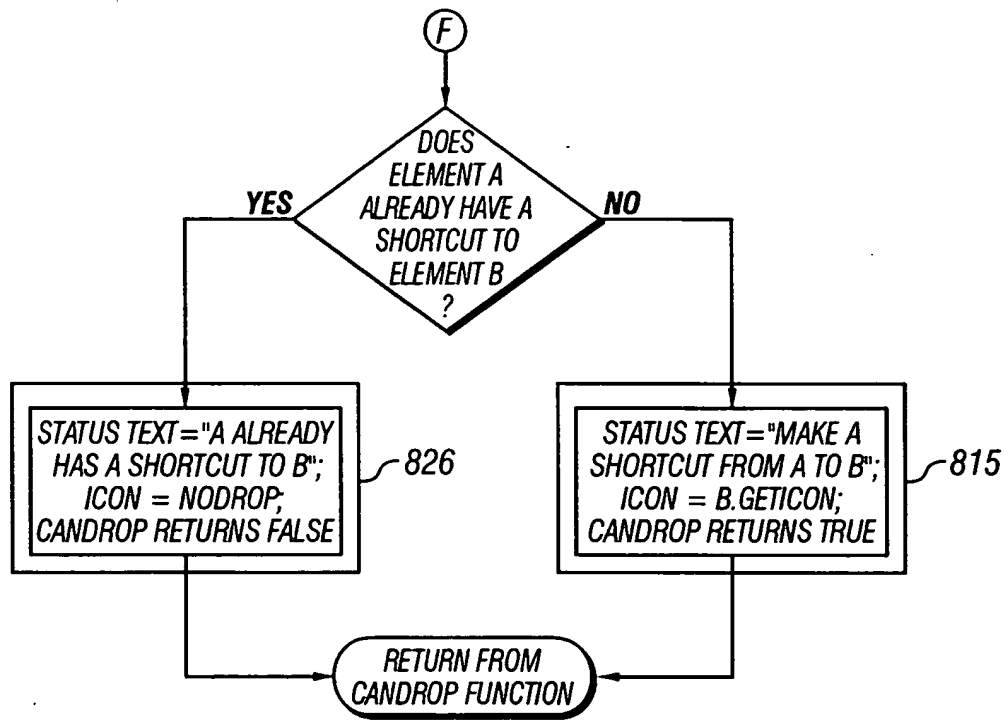 F
DOES
ELEMENT A
ALREADY HAVE A
SHORTCUT TO
ELEMENT B
?
YES
NO
STATUS TEXT="A ALREADY
HAS A SHORTCUT TO B";
ICON = NODROP;
CANDROP RETURNS FALSE
826
STATUS TEXT="MAKE A
SHORTCUT FROM A TO B";
ICON = B.GETICON;
CANDROP RETURNS TRUE
815
RETURN FROM
CANDROP FUNCTION